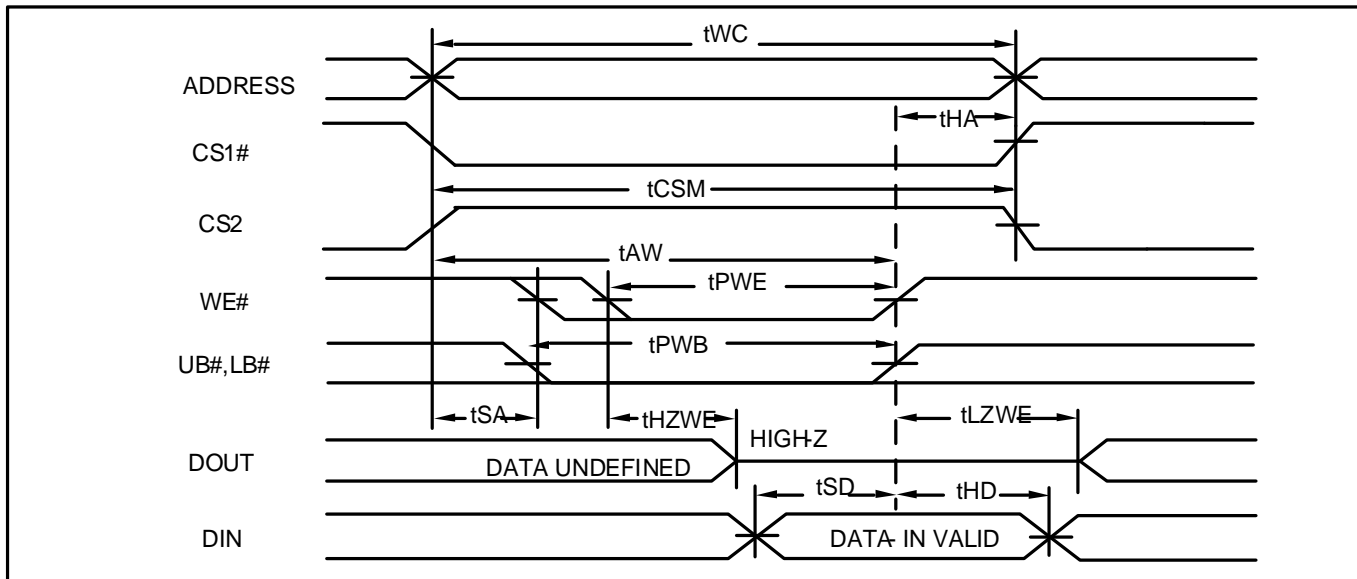 tWC
ADDRESS
tHA
CS1#
tCSM
CS2
tAW
WE#
tPWE
tPWB
UB#,LB#
tSA
tHZWE
tLZWE
HIGH-Z
DOUT
DATA UNDEFINED
tSD
tHD
DIN
DATA- IN VALID